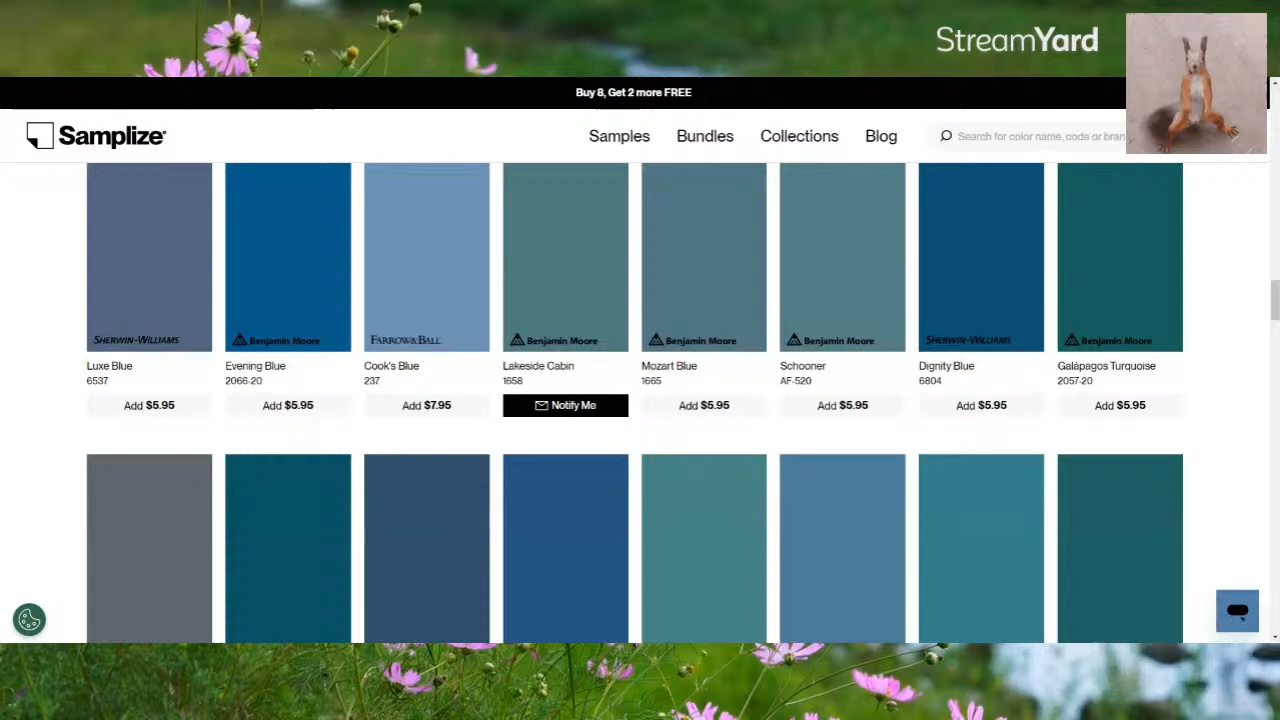 StreamYard
Buy 8, Get 2 more FREE
Samplize
Samples Bundles Collections Blog Search for color name, code or bran
SHERWIN-WILLIAMS Benjamin Moore FARROW&BALL Benjamin Moore Benjamin Moore Benjamin Moore SHERWIN-WILLIAMS Benjamin Moore
Luxe Blue Evening Blue Cook's Blue Lakeside Cabin Mozart Blue Schooner Dignity Blue Galápagos Turquoise
6537 2066-20 237 1658 1665 AF-520 6804 2057-20
Add $5.95 Add $5.95 Add $7.95 Notify Me Add $5.95 Add $5.95 Add $5.95 Add $5.95